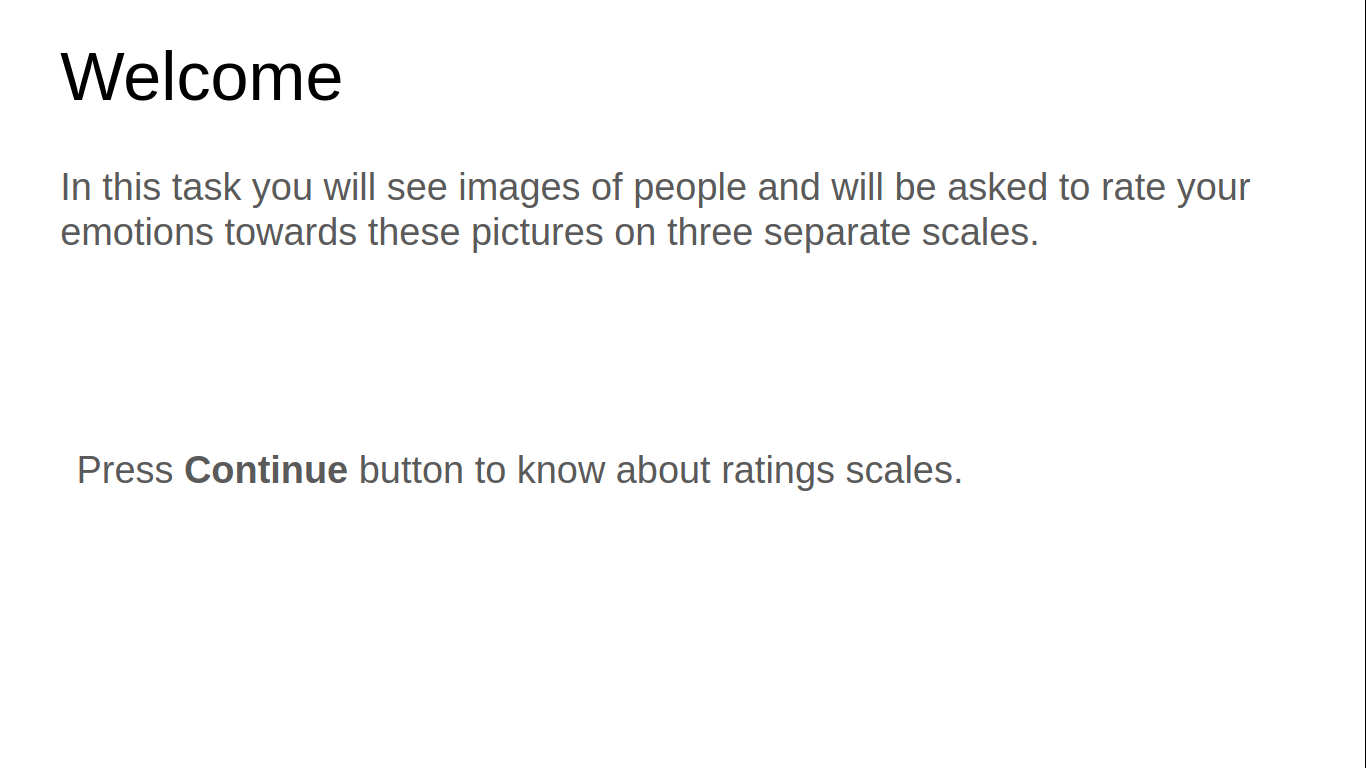 Welcome
In this task you will see images of people and will be asked to rate your
emotions towards these pictures on three separate scales.
Press Continue button to know about ratings scales.